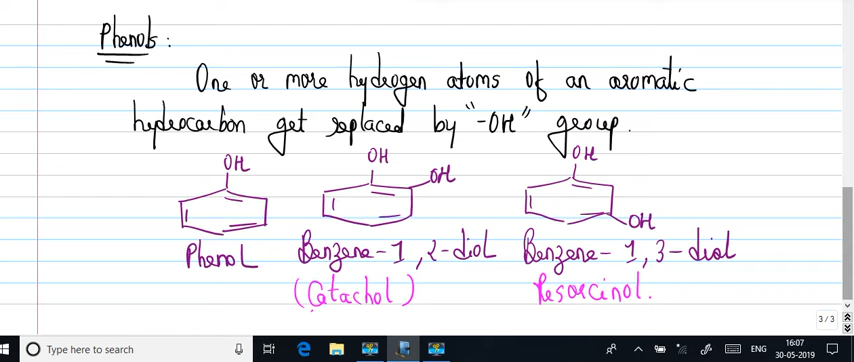 Phenols :
One or more hydrogen atoms of an aromatic
hydrocarbon get replaced by "-OH" group.
OH OH OH OH
OH
Phenol Benzene-1,2-diol Benzene-1,3-diol
(Catachol) Resorcinol.
3 / 3
Type here to search
ENG 16:07
30-05-2019